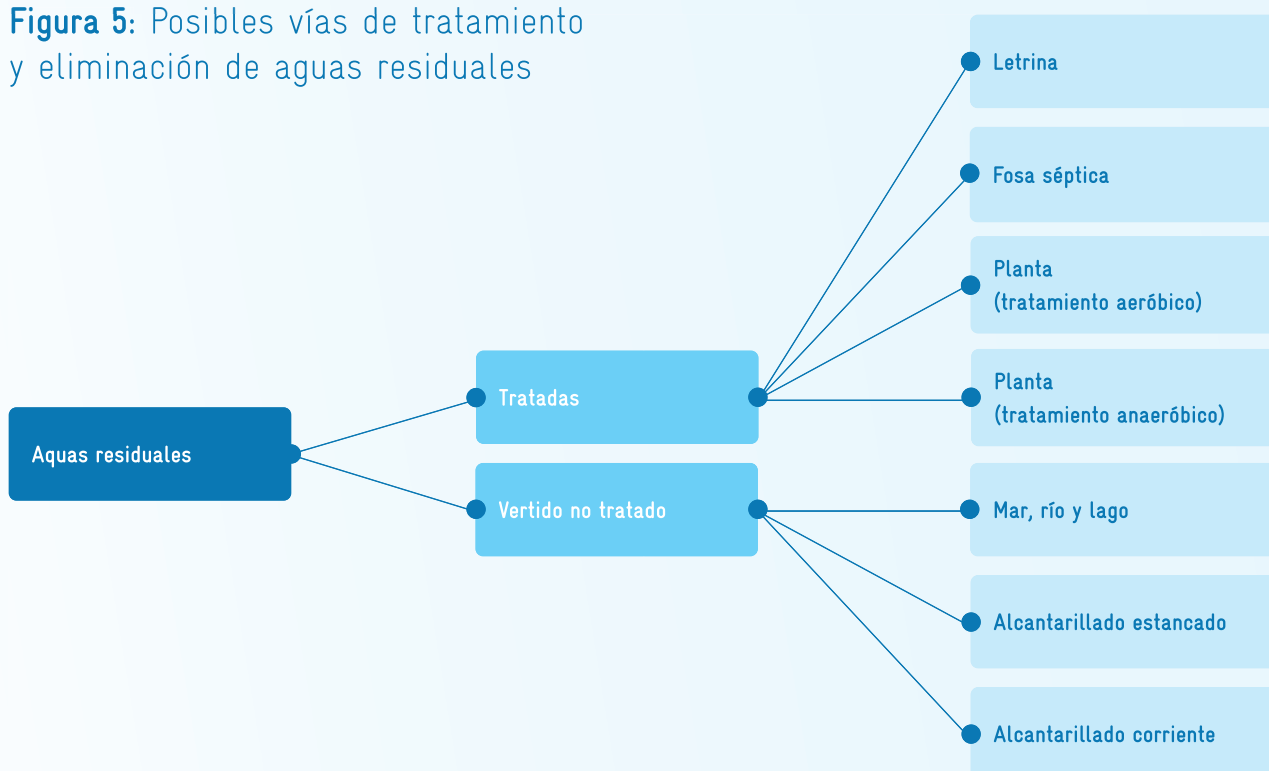 Figura 5: Posibles vías de tratamiento
y eliminación de aguas residuales
Letrina
Fosa séptica
Planta
(tratamiento aeróbico)
Planta
(tratamiento anaeróbico)
Tratadas
Aquas residuales
Vertido no tratado
Mar, río y lago
Alcantarillado estancado
Alcantarillado corriente